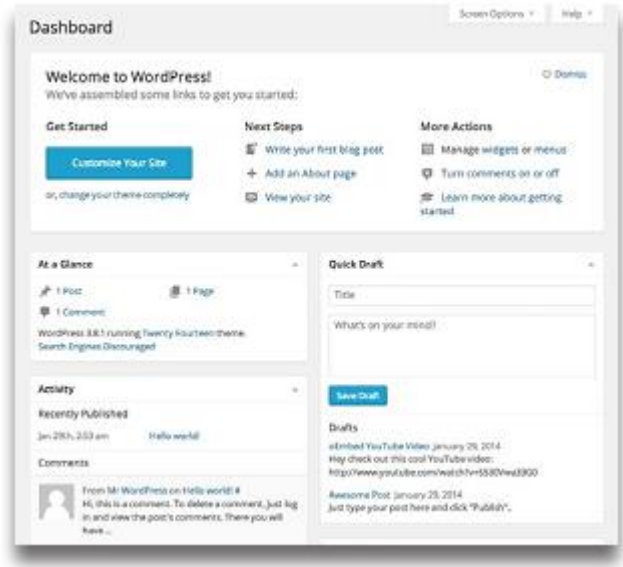 Screen Options
Help
Dashboard
Welcome to WordPress!
We've assembled some links to get you started:
Dismiss
Get Started
Customize Your Site
or, change your theme completely
Next Steps
Write your first blog post
Add an About page
View your site
More Actions
Manage widgets or menus
Turn comments on or off
Learn more about getting
started
At a Glance
1 Post
1 Page
1 Comment
WordPress 3.8.1 running Twenty Fourteen theme.
Search Engines Discouraged
Activity
Recently Published
Jan 29th, 2:53 am
Hello world!
Comments
From Mr WordPress on Hello world! #
Hi, this is a comment. To delete a comment, just log
in and view the post's comments. There you will
have ...
Quick Draft
Title
What's on your mind?
Save Draft
Drafts
oEmbed YouTube Video January 29, 2014
Hey check out this cool YouTube video:
Awesome Post January 29, 2014
Just type your post here and click "Publish".